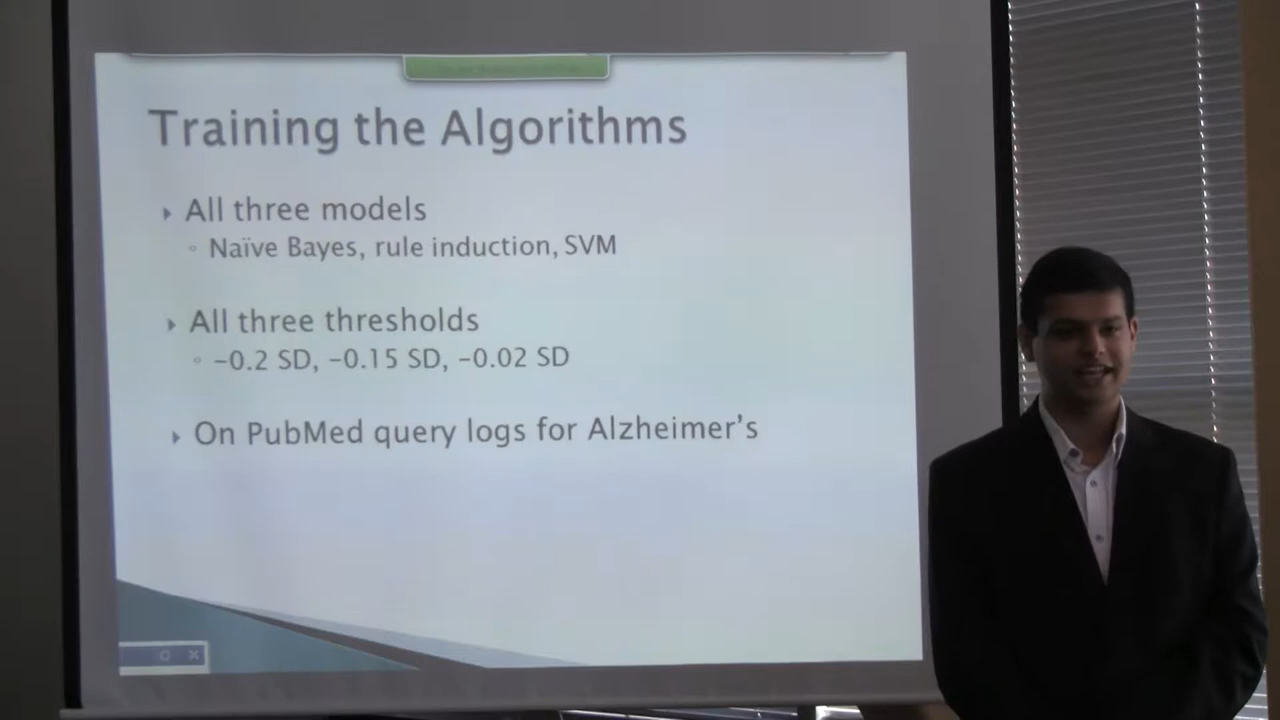 Training the Algorithms
All three models
Naïve Bayes, rule induction, SVM
All three thresholds
-0.2 SD, -0.15 SD, -0.02 SD
On PubMed query logs for Alzheimer's